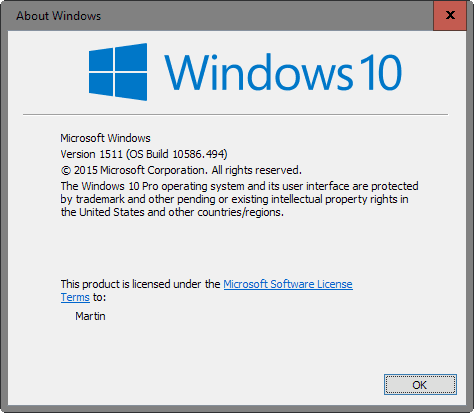 About Windows
Windows 10
Microsoft Windows
Version 1511 (OS Build 10586.494)
© 2015 Microsoft Corporation. All rights reserved.
The Windows 10 Pro operating system and its user interface are protected
by trademark and other pending or existing intellectual property rights in
the United States and other countries/regions.
This product is licensed under the Microsoft Software License
Terms to:
Martin
OK